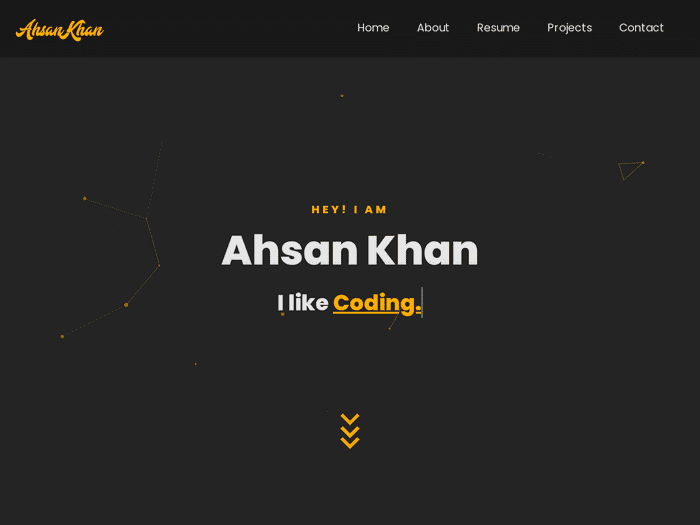 Ahsan Khan
Home About Resume Projects Contact
HEY! I AM
Ahsan Khan
I like Coding.